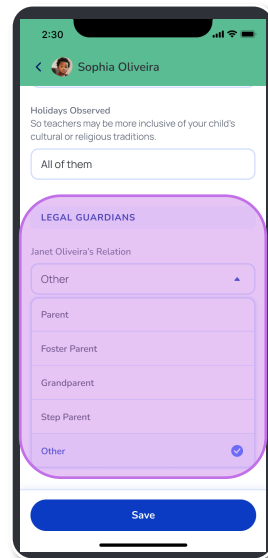 2:30
Sophia Oliveira
Holidays Observed
So teachers may be more inclusive of your child's
cultural or religious traditions.
All of them
LEGAL GUARDIANS
Janet Oliveira's Relation
Other
Parent
Foster Parent
Grandparent
Step Parent
Other
Save